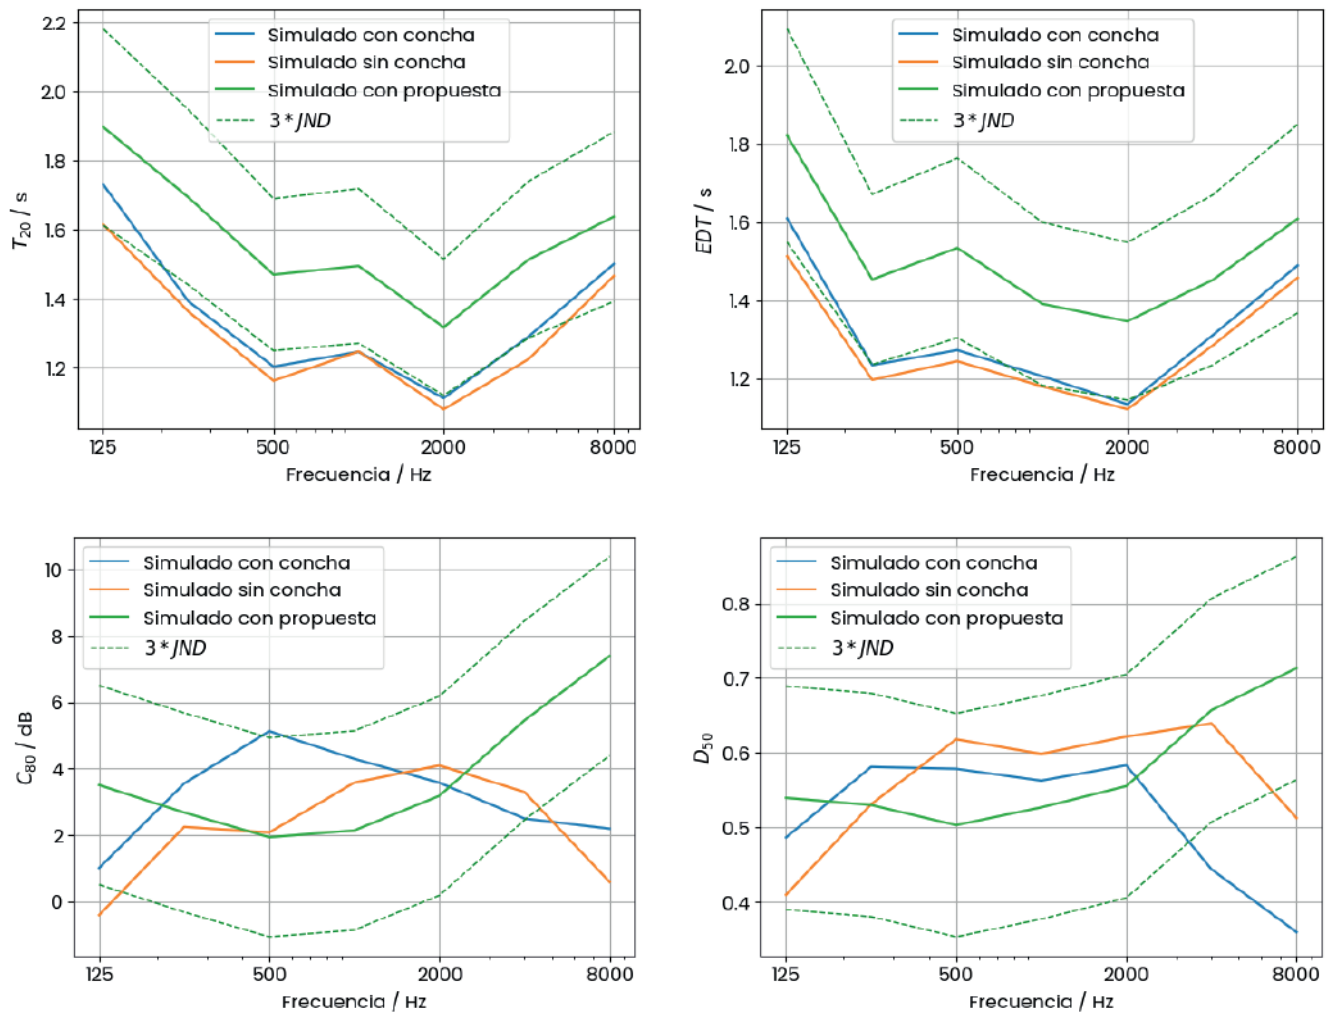 2.2
2.0
1.8
1.6
1.4
1.2
T20 / s
Simulado con concha
Simulado sin concha
Simulado con propuesta
3 * JND
125
500
2000
8000
Frecuencia / Hz
2.0
1.8
1.6
1.4
1.2
EDT / s
Simulado con concha
Simulado sin concha
Simulado con propuesta
3 * JND
125
500
2000
8000
Frecuencia / Hz
10
8
6
4
2
0
C80 / dB
Simulado con concha
Simulado sin concha
Simulado con propuesta
3 * JND
125
500
2000
8000
Frecuencia / Hz
0.8
0.7
0.6
0.5
0.4
D50
Simulado con concha
Simulado sin concha
Simulado con propuesta
3 * JND
125
500
2000
8000
Frecuencia / Hz